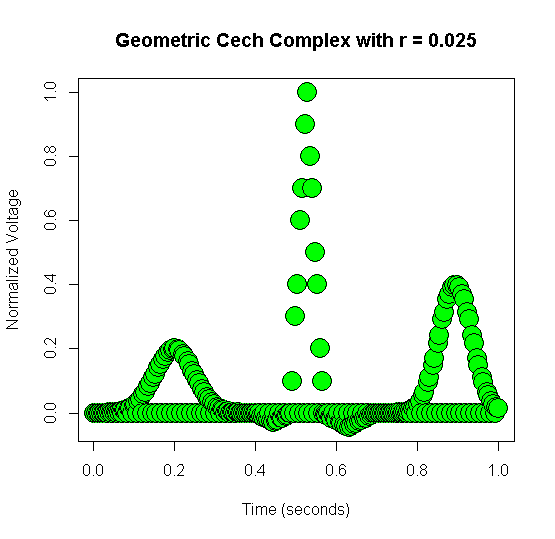 Geometric Cech Complex with r = 0.025
1.0
0.8
0.6
0.4
0.2
0.0
Normalized Voltage
0.0 0.2 0.4 0.6 0.8 1.0
Time (seconds)